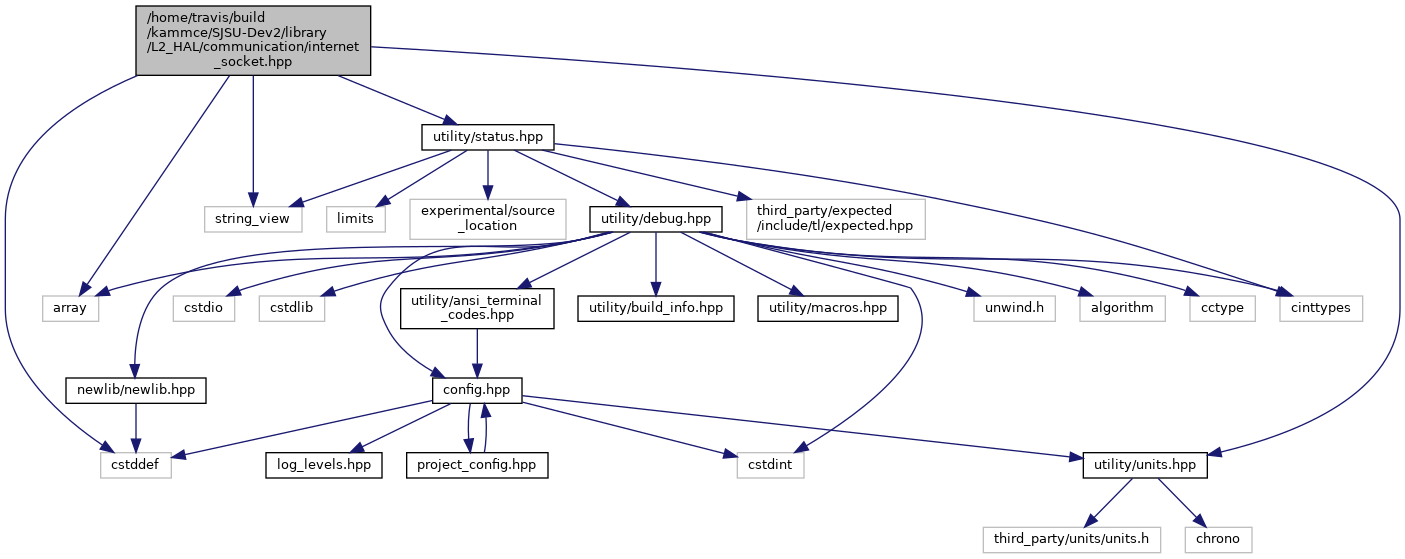 /home/travis/build
/kammce/SJSU-Dev2/library
/L2_HAL/communication/internet
_socket.hpp
utility/status.hpp
string_view
limits
experimental/source
_location
utility/debug.hpp
third_party/expected
/include/tl/expected.hpp
array
cstdio
cstdlib
utility/ansi_terminal
_codes.hpp
utility/build_info.hpp
utility/macros.hpp
unwind.h
algorithm
cctype
cinttypes
newlib/newlib.hpp
config.hpp
cstddef
log_levels.hpp
project_config.hpp
cstdint
utility/units.hpp
third_party/units/units.h
chrono